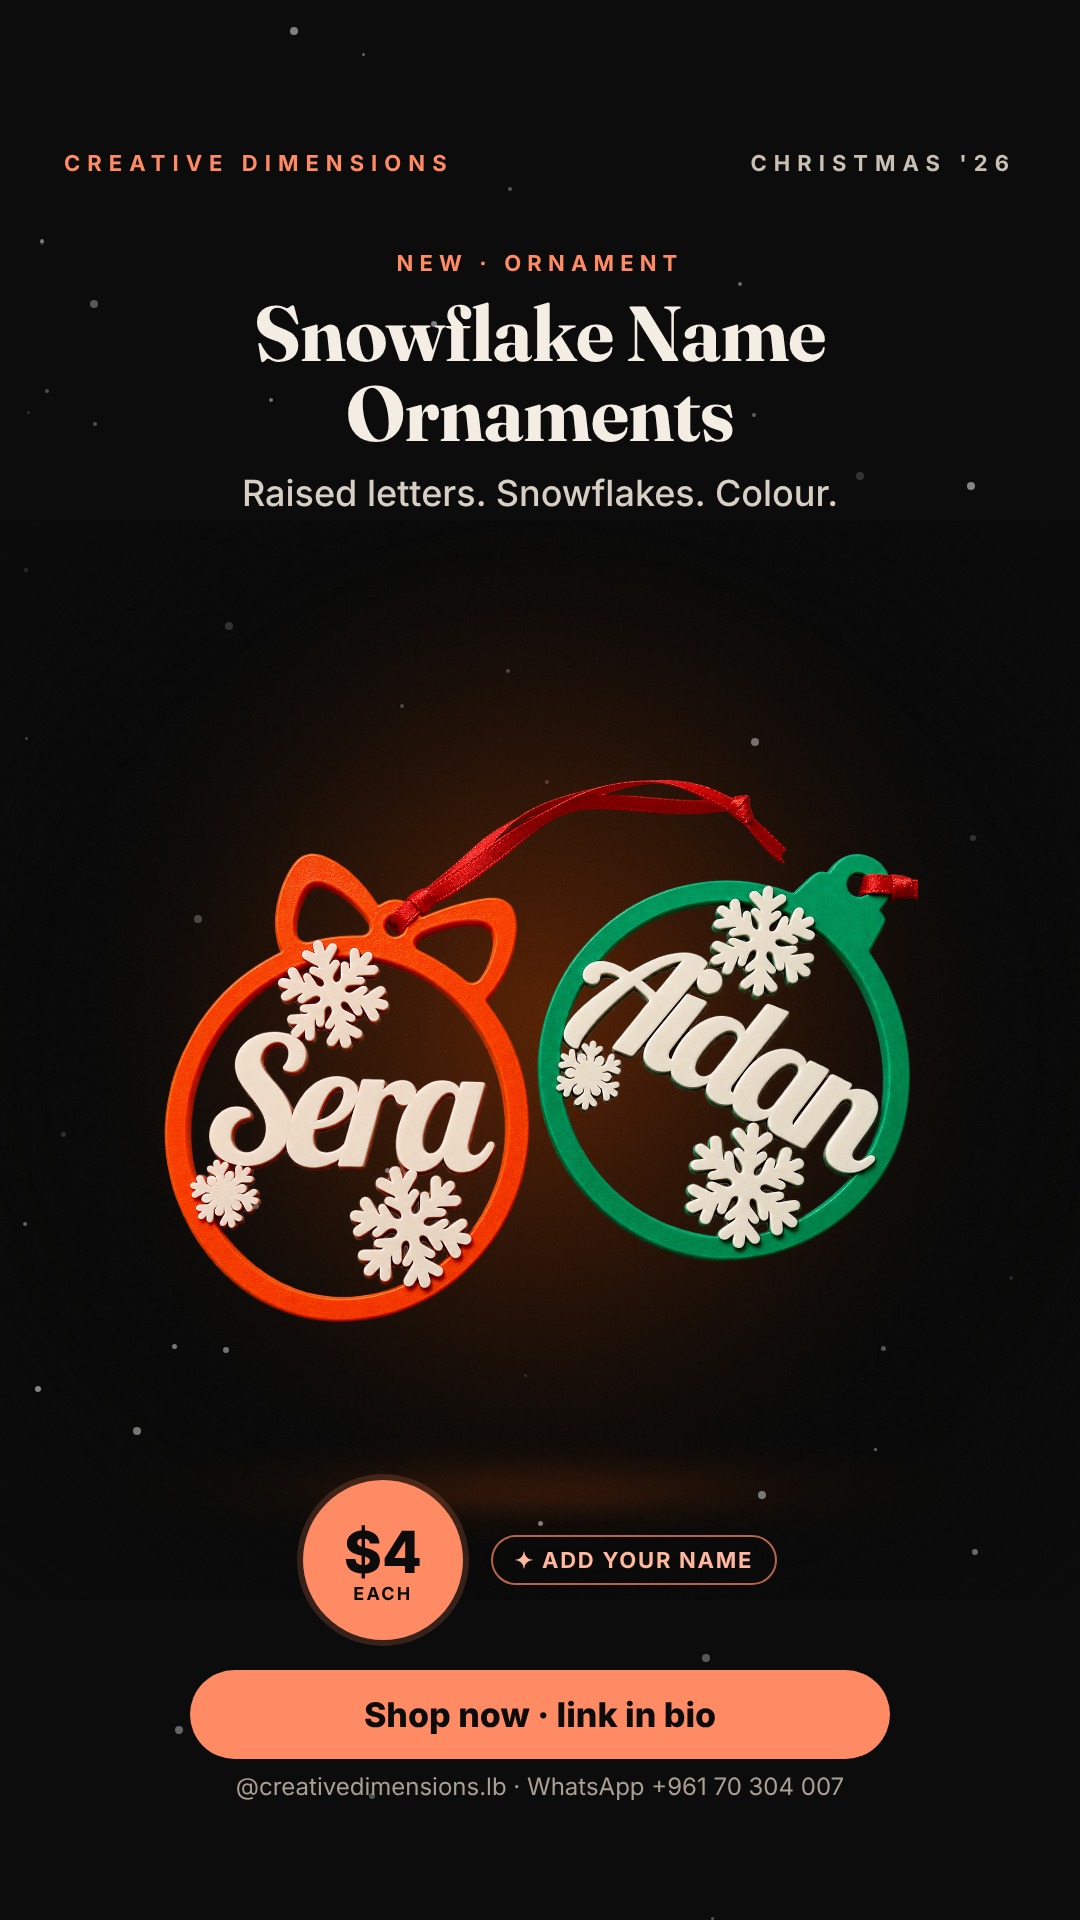 CREATIVE DIMENSIONS
CHRISTMAS '26
NEW · ORNAMENT
Snowflake Name
Ornaments
Raised letters. Snowflakes. Colour.
Sera
Aidan
$4
EACH
✦ ADD YOUR NAME
Shop now · link in bio
@creativedimensions.lb · WhatsApp +961 70 304 007